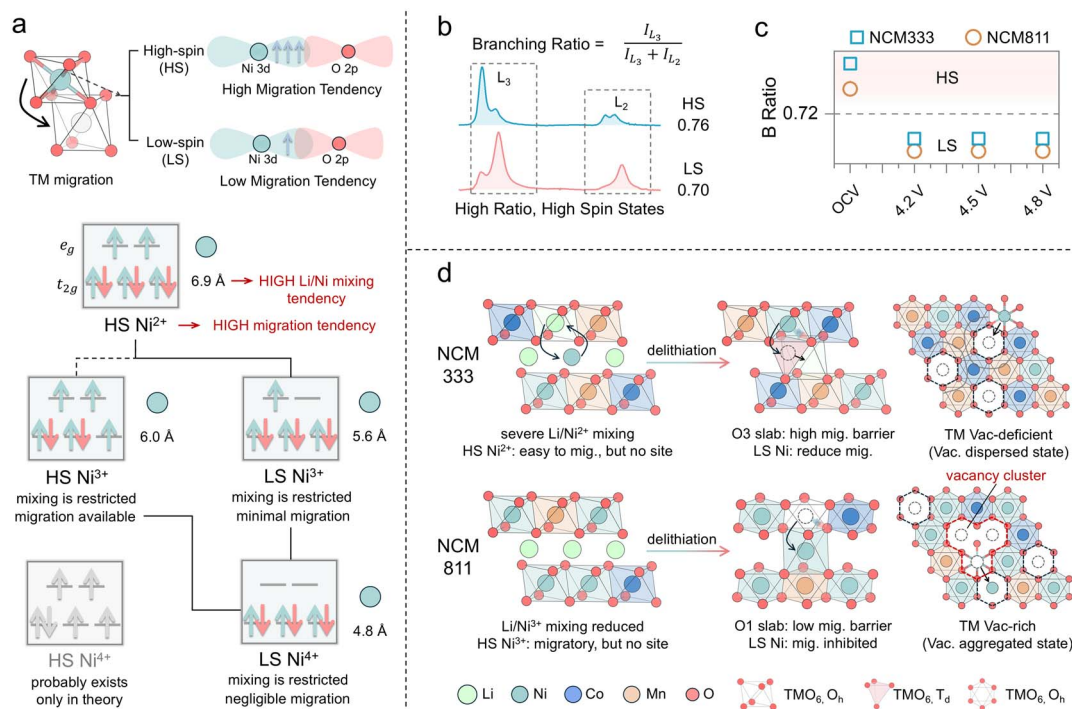 a
High-spin
(HS)
Ni 3d
O 2p
High Migration Tendency
Low-spin
(LS)
Ni 3d
O 2p
Low Migration Tendency
TM migration
e_g
t_2g
6.9 Å
HIGH Li/Ni mixing
tendency
HS Ni²⁺
HIGH migration tendency
6.0 Å
5.6 Å
HS Ni³⁺
mixing is restricted
migration available
LS Ni³⁺
mixing is restricted
minimal migration
4.8 Å
HS Ni⁴⁺
probably exists
only in theory
LS Ni⁴⁺
mixing is restricted
negligible migration
b
Branching Ratio = I_L₃ / (I_L₃ + I_L₂)
L₃
L₂
HS
0.76
LS
0.70
High Ratio, High Spin States
c
NCM333
NCM811
B Ratio
0.72
HS
LS
OCV
4.2 V
4.5 V
4.8 V
d
NCM
333
delithiation
severe Li/Ni²⁺ mixing
HS Ni²⁺: easy to mig., but no site
O3 slab: high mig. barrier
LS Ni: reduce mig.
TM Vac-deficient
(Vac. dispersed state)
vacancy cluster
NCM
811
delithiation
Li/Ni³⁺ mixing reduced
HS Ni³⁺: migratory, but no site
O1 slab: low mig. barrier
LS Ni: mig. inhibited
TM Vac-rich
(Vac. aggregated state)
Li
Ni
Co
Mn
O
TMO₆, O_h
TMO₆, T_d
TMO₆, O_h